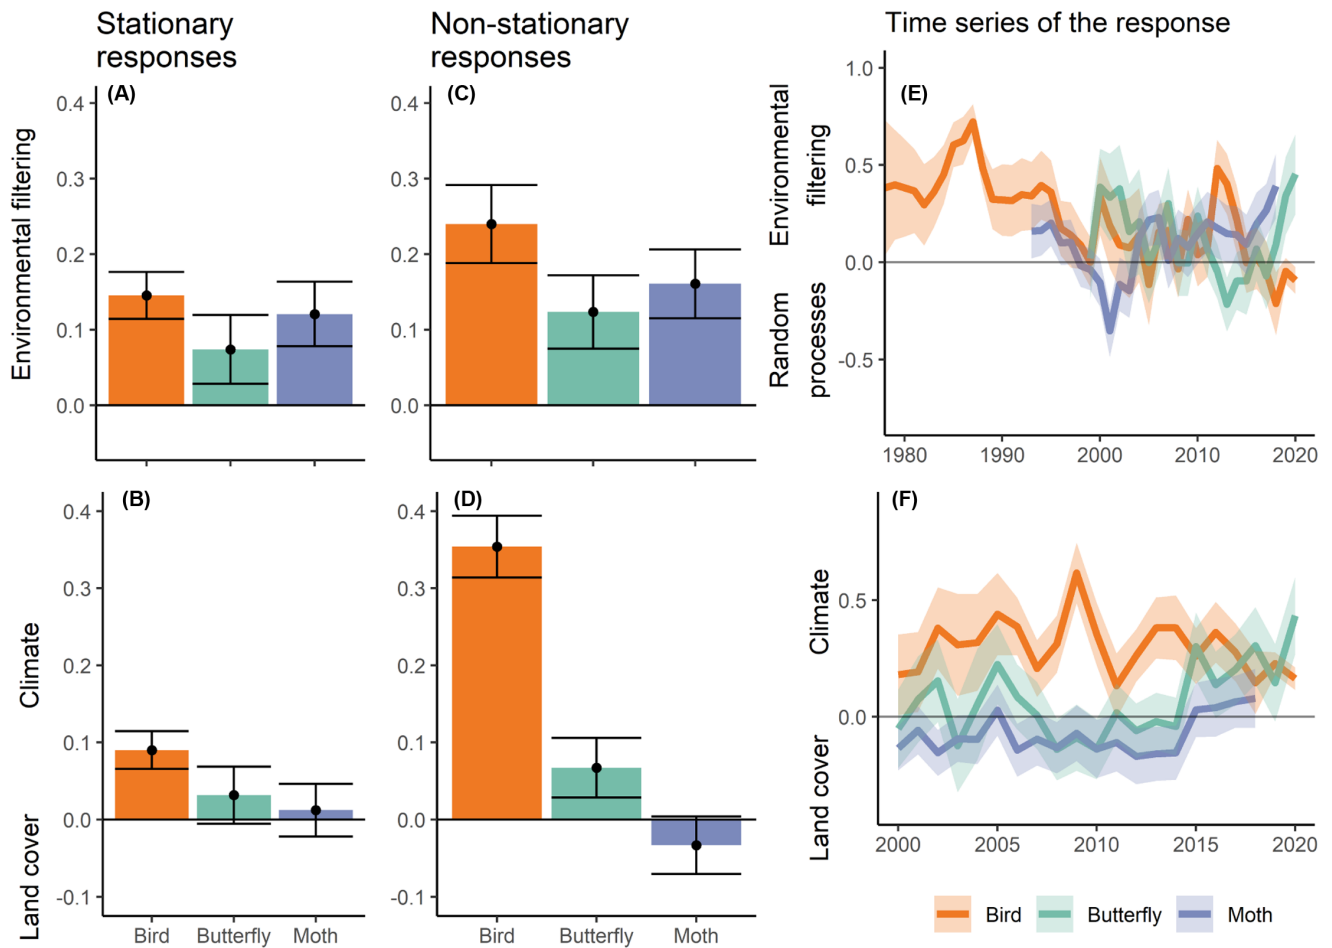 Stationary
responses
Non-stationary
responses
Time series of the response
(A)
Environmental filtering
0.4
0.3
0.2
0.1
0.0
(C)
0.4
0.3
0.2
0.1
0.0
(E)
Environmental
filtering
Random
processes
1.0
0.5
0.0
-0.5
1980
1990
2000
2010
2020
(B)
Climate
Land cover
0.4
0.3
0.2
0.1
0.0
-0.1
Bird
Butterfly
Moth
(D)
0.4
0.3
0.2
0.1
0.0
-0.1
Bird
Butterfly
Moth
(F)
Climate
Land cover
0.5
0.0
2000
2005
2010
2015
2020
Bird
Butterfly
Moth